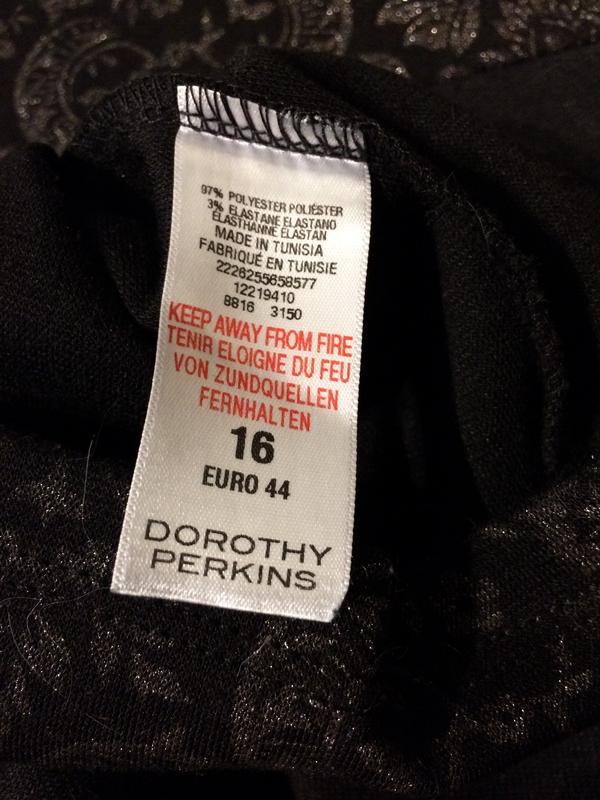 97% POLYESTER POLIÉSTER
3% ELASTANE ELASTANO
ELASTHANNE ELASTAN
MADE IN TUNISIA
FABRIQUÉ EN TUNISIE
2226255658577
12219410
8816 3150
KEEP AWAY FROM FIRE
TENIR ELOIGNE DU FEU
VON ZUNDQUELLEN
FERNHALTEN
16
EURO 44
DOROTHY
PERKINS